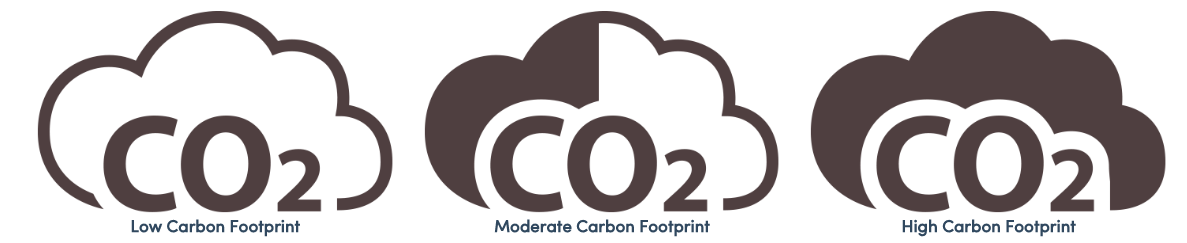 CO2
Low Carbon Footprint
CO2
Moderate Carbon Footprint
CO2
High Carbon Footprint